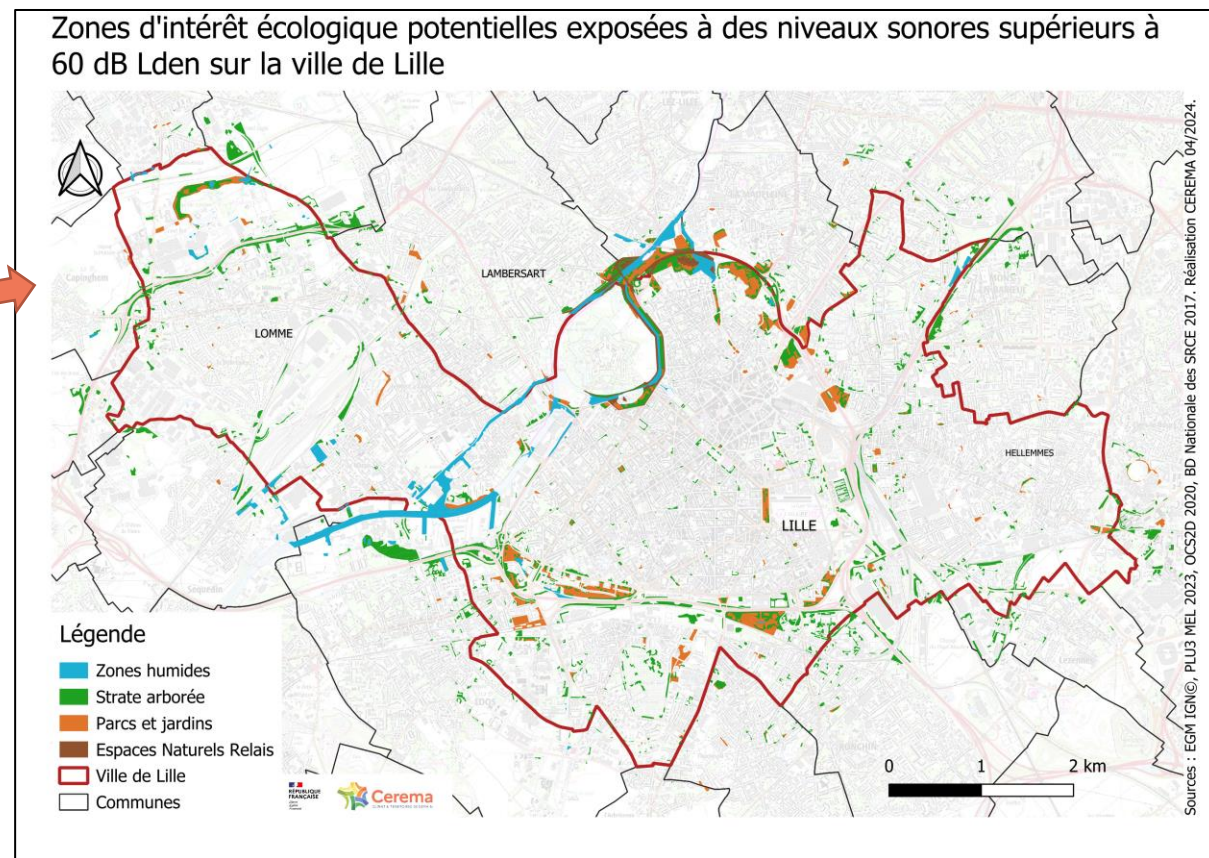 Zones d'intérêt écologique potentielles exposées à des niveaux sonores supérieurs à
60 dB Lden sur la ville de Lille
LAMBERSART
LOMME
HELLEMMES
LILLE
Sequedin
Légende
Zones humides
Strate arborée
Parcs et jardins
Espaces Naturels Relais
Ville de Lille
Communes
RÉPUBLIQUE
FRANÇAISE
Cerema
0 1 2 km
Sources : EGM IGN©, PLU3 MEL 2023, OCS2D 2020, BD Nationale des SRCE 2017. Réalisation CEREMA 04/2024.